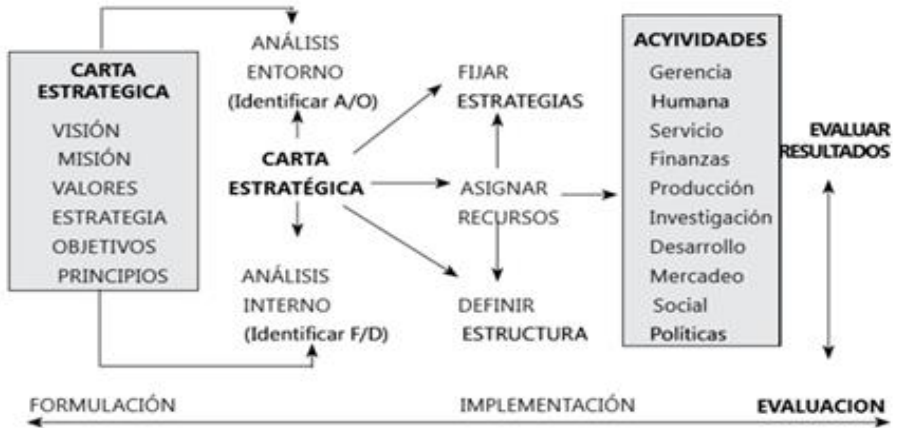 CARTA
ESTRATEGICA
VISIÓN
MISIÓN
VALORES
ESTRATEGIA
OBJETIVOS
PRINCIPIOS
ANÁLISIS
ENTORNO
(Identificar A/O)
CARTA
ESTRATÉGICA
ANÁLISIS
INTERNO
(Identificar F/D)
FIJAR
ESTRATEGIAS
ASIGNAR
RECURSOS
DEFINIR
ESTRUCTURA
ACYIVIDADES
Gerencia
Humana
Servicio
Finanzas
Producción
Investigación
Desarrollo
Mercadeo
Social
Políticas
EVALUAR
RESULTADOS
FORMULACIÓN
IMPLEMENTACIÓN
EVALUACION